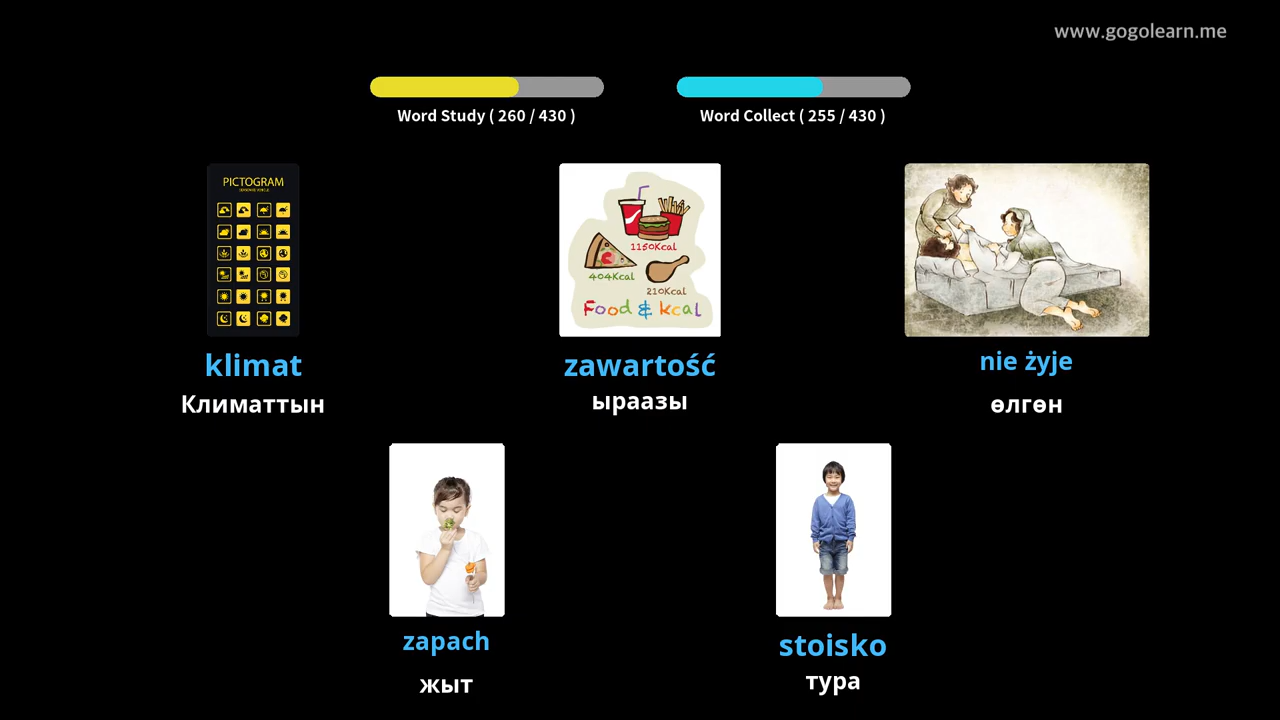 www.gogolearn.me
Word Study ( 260 / 430 )
Word Collect ( 255 / 430 )
PICTOGRAM
1150Kcal
404Kcal
210Kcal
Food & kcal
klimat
zawartość
nie żyje
Климаттын
ыраазы
өлгөн
zapach
stoisko
жыт
тура